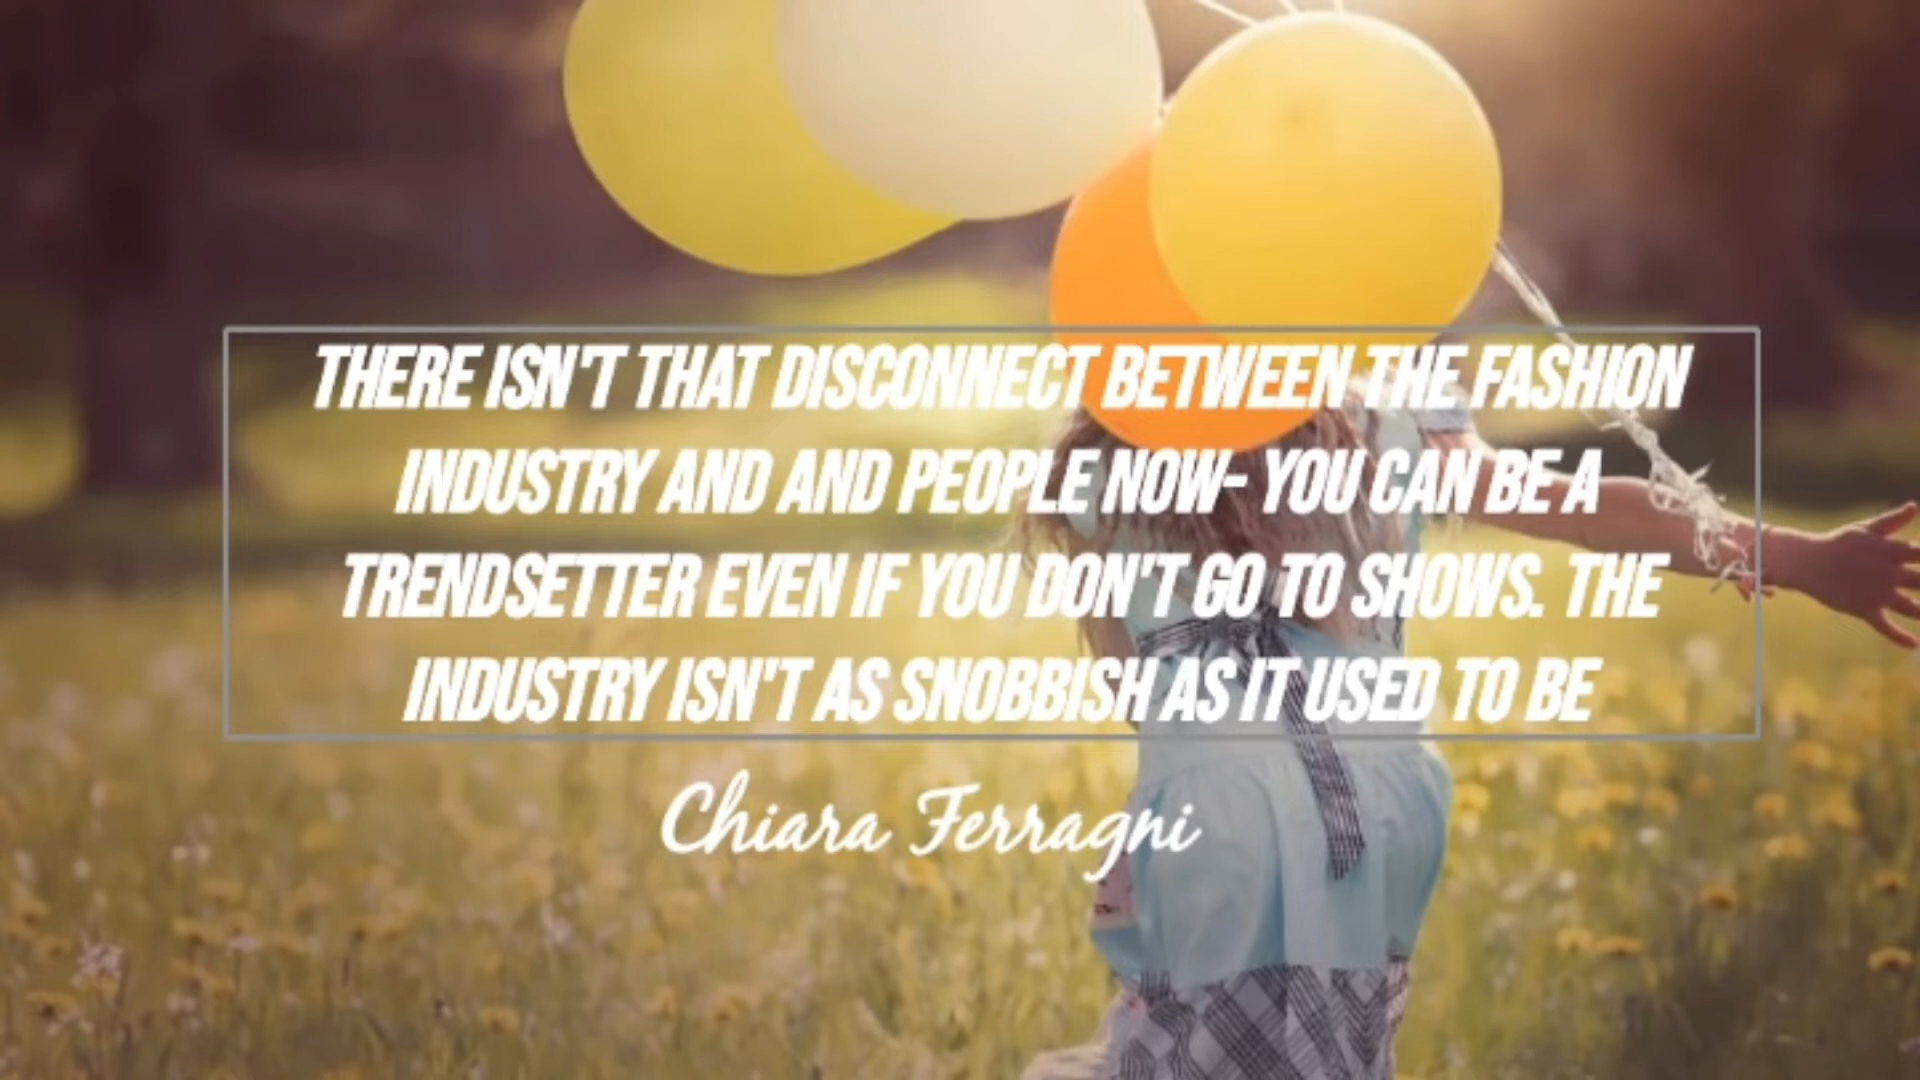 THERE ISN'T THAT DISCONNECT BETWEEN THE FASHION
INDUSTRY AND AND PEOPLE NOW- YOU CAN BE A
TRENDSETTER EVEN IF YOU DON'T GO TO SHOWS. THE
INDUSTRY ISN'T AS SNOBBISH AS IT USED TO BE
Chiara Ferragni